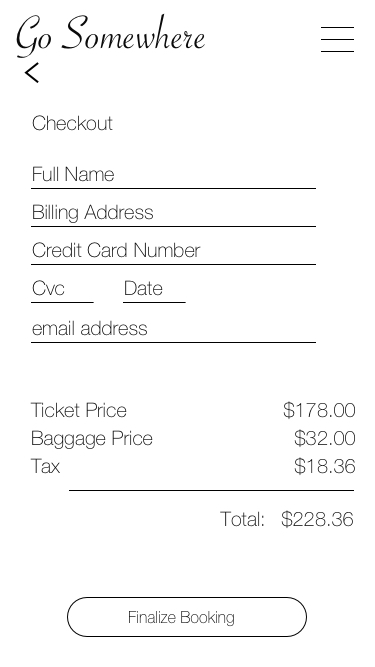 Go Somewhere
Checkout
Full Name
Billing Address
Credit Card Number
Cvc Date
email address
Ticket Price $178.00
Baggage Price $32.00
Tax $18.36
Total: $228.36
Finalize Booking